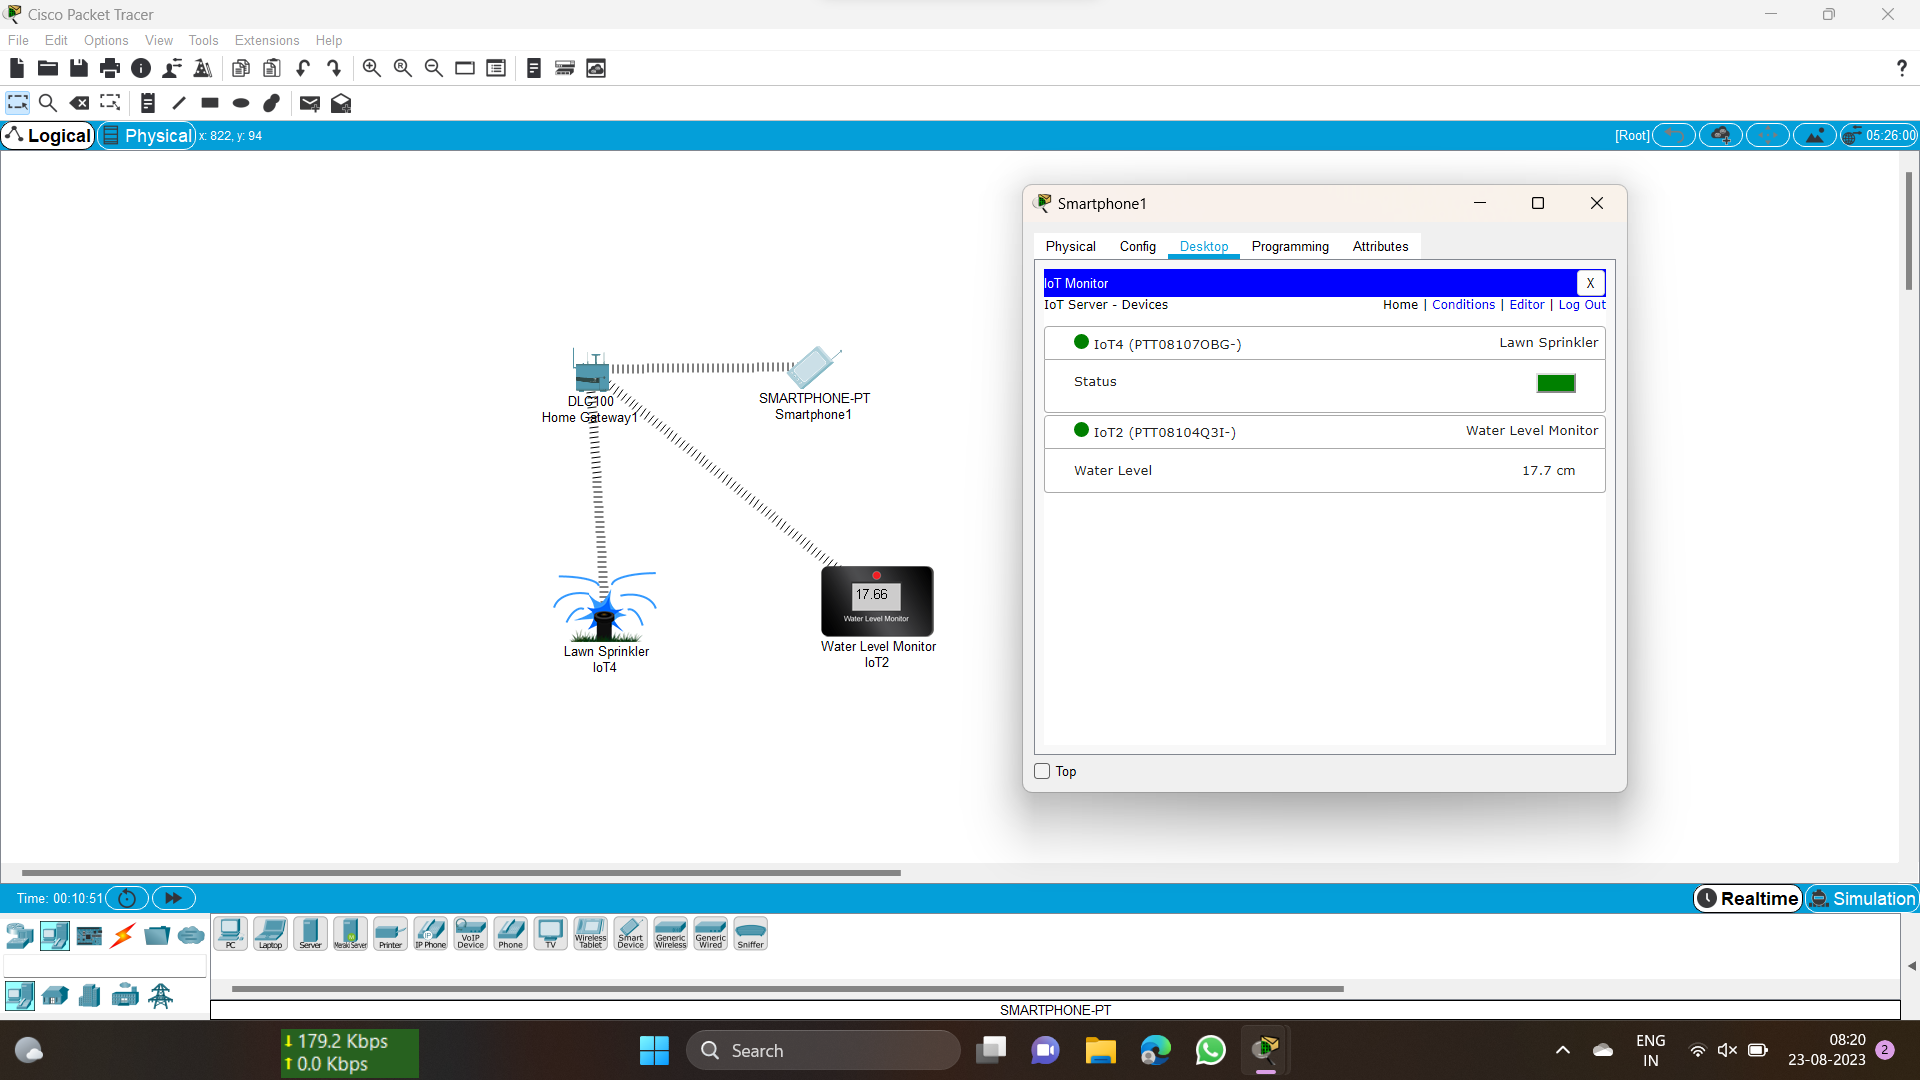 Cisco Packet Tracer
File Edit Options View Tools Extensions Help
?
Logical Physical x: 822, y: 94 [Root] 05:26:00
Smartphone1
Physical Config Desktop Programming Attributes
IoT Monitor X
IoT Server - Devices Home | Conditions | Editor | Log Out
IoT4 (PTT08107OBG-) Lawn Sprinkler
Status
IoT2 (PTT08104Q3I-) Water Level Monitor
Water Level 17.7 cm
Top
DLC100
Home Gateway1
SMARTPHONE-PT
Smartphone1
17.66
Water Level Monitor
Lawn Sprinkler
IoT4
Water Level Monitor
IoT2
Time: 00:10:51 Realtime Simulation
PC Laptop Server Meraki Server Printer IP Phone VoIP Device Phone TV Wireless Tablet Smart Device Generic Wireless Generic Wired Sniffer
SMARTPHONE-PT
179.2 Kbps
0.0 Kbps
Search
ENG
IN
08:20
23-08-2023
2